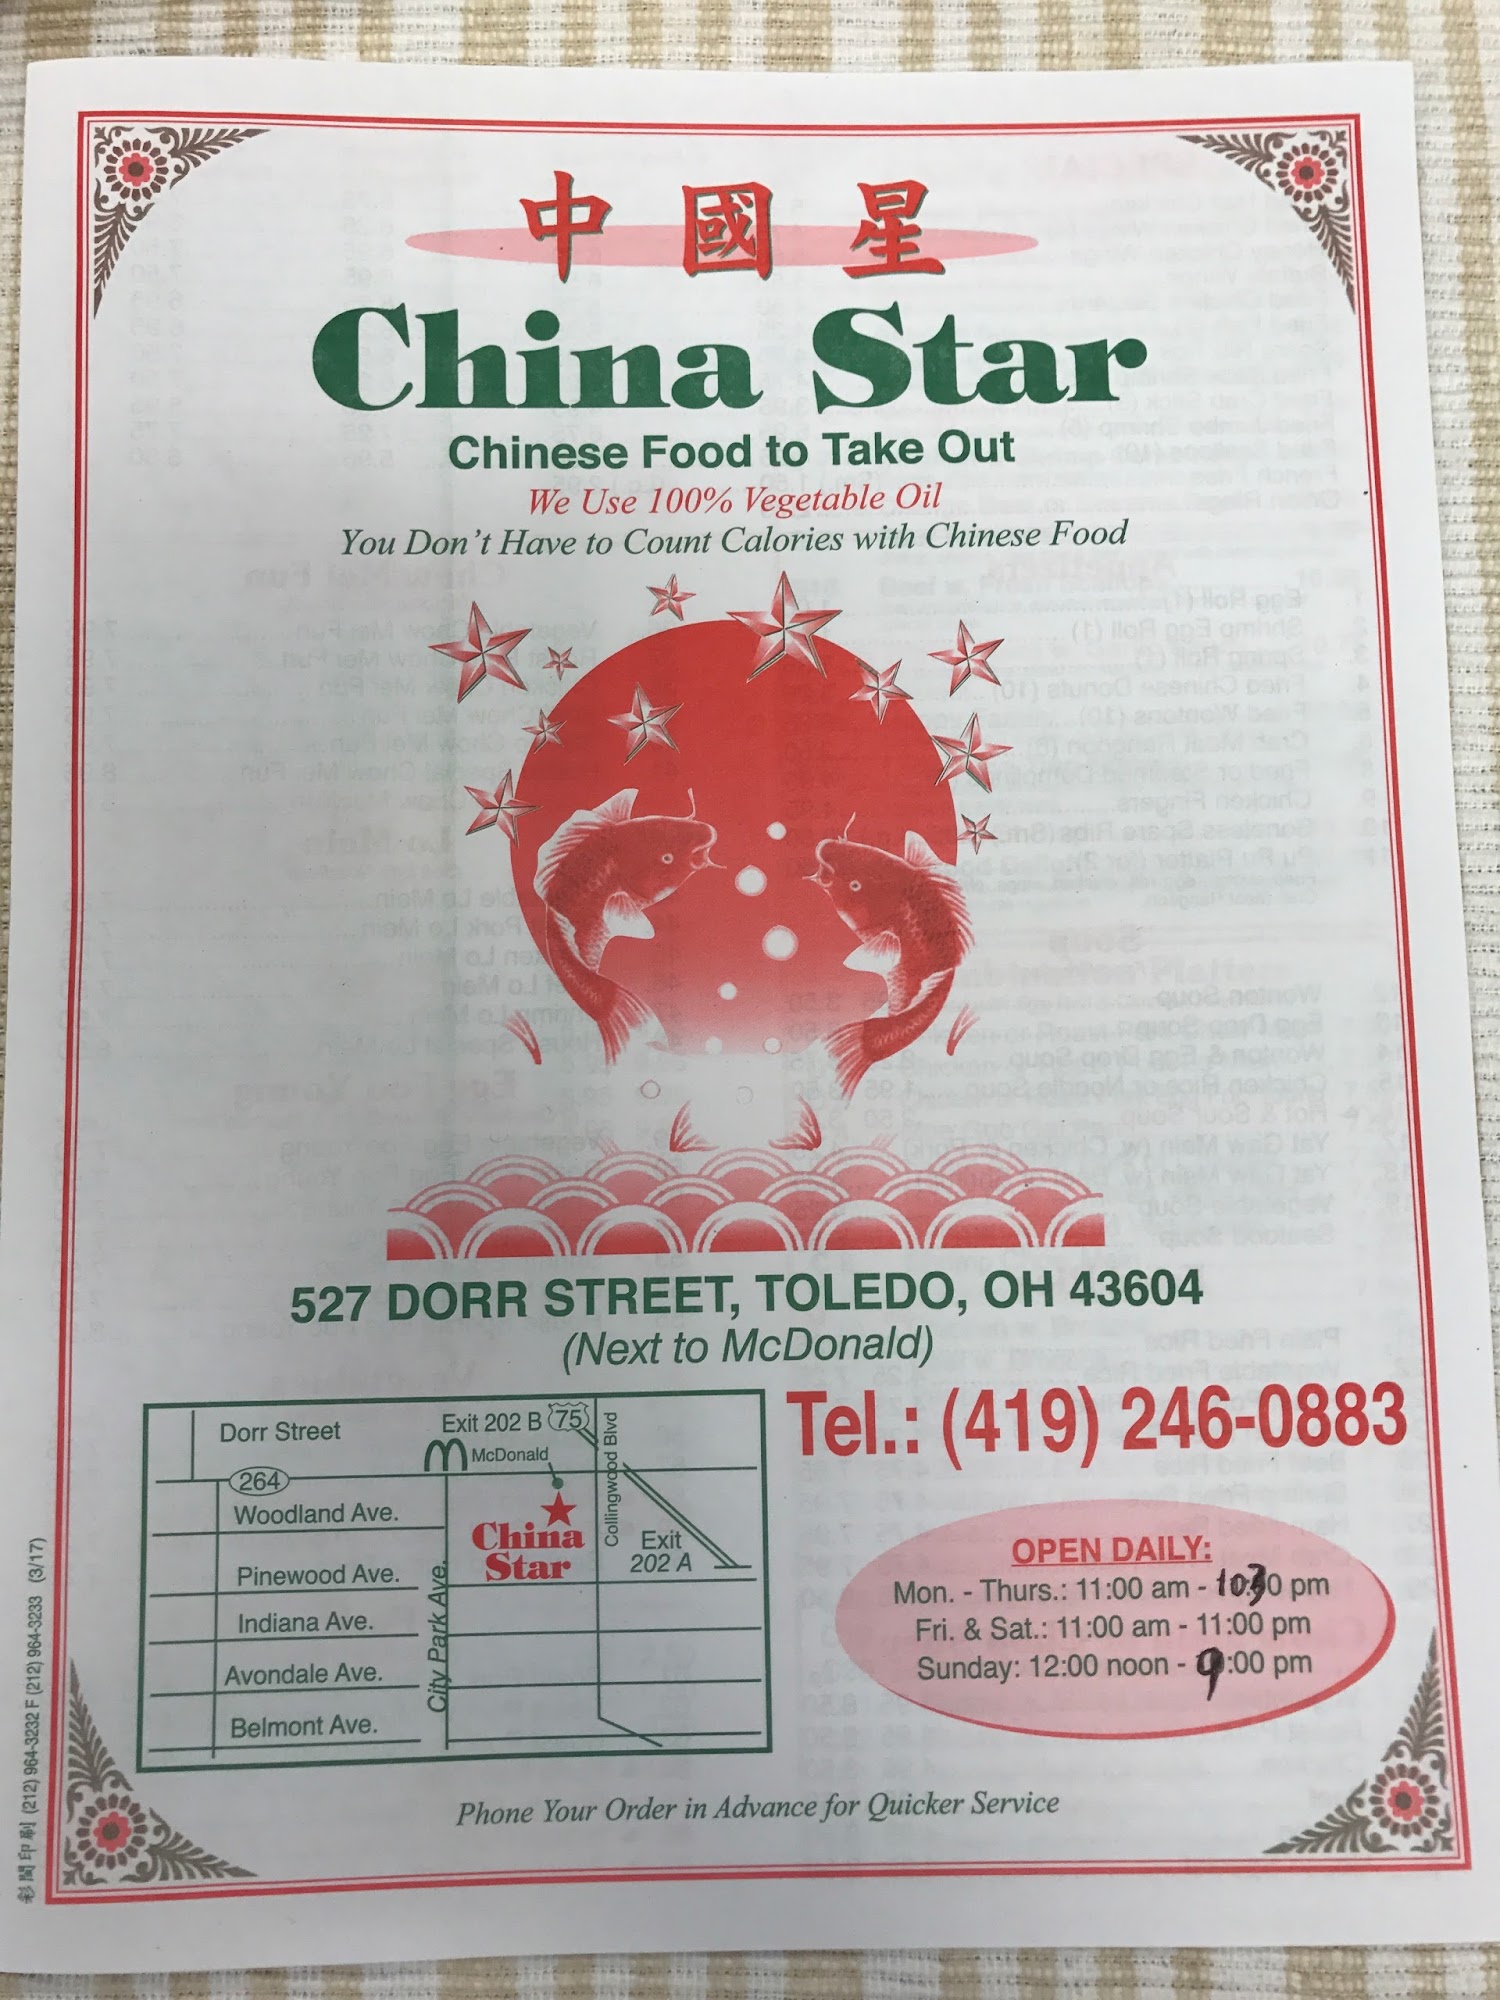 中國星
China Star
Chinese Food to Take Out
We Use 100% Vegetable Oil
You Don't Have to Count Calories with Chinese Food
527 DORR STREET, TOLEDO, OH 43604
(Next to McDonald)
Tel.: (419) 246-0883
Dorr Street
Exit 202 B
75
McDonald
Collingwood Blvd
264
Woodland Ave.
China
Star
Exit
202 A
Pinewood Ave.
Indiana Ave.
City Park Ave.
Avondale Ave.
Belmont Ave.
OPEN DAILY:
Mon. - Thurs.: 11:00 am - 10:30 pm
Fri. & Sat.: 11:00 am - 11:00 pm
Sunday: 12:00 noon - 9:00 pm
Phone Your Order in Advance for Quicker Service
印刷 (212) 964-3232 F (212) 964-3233 (3/17)